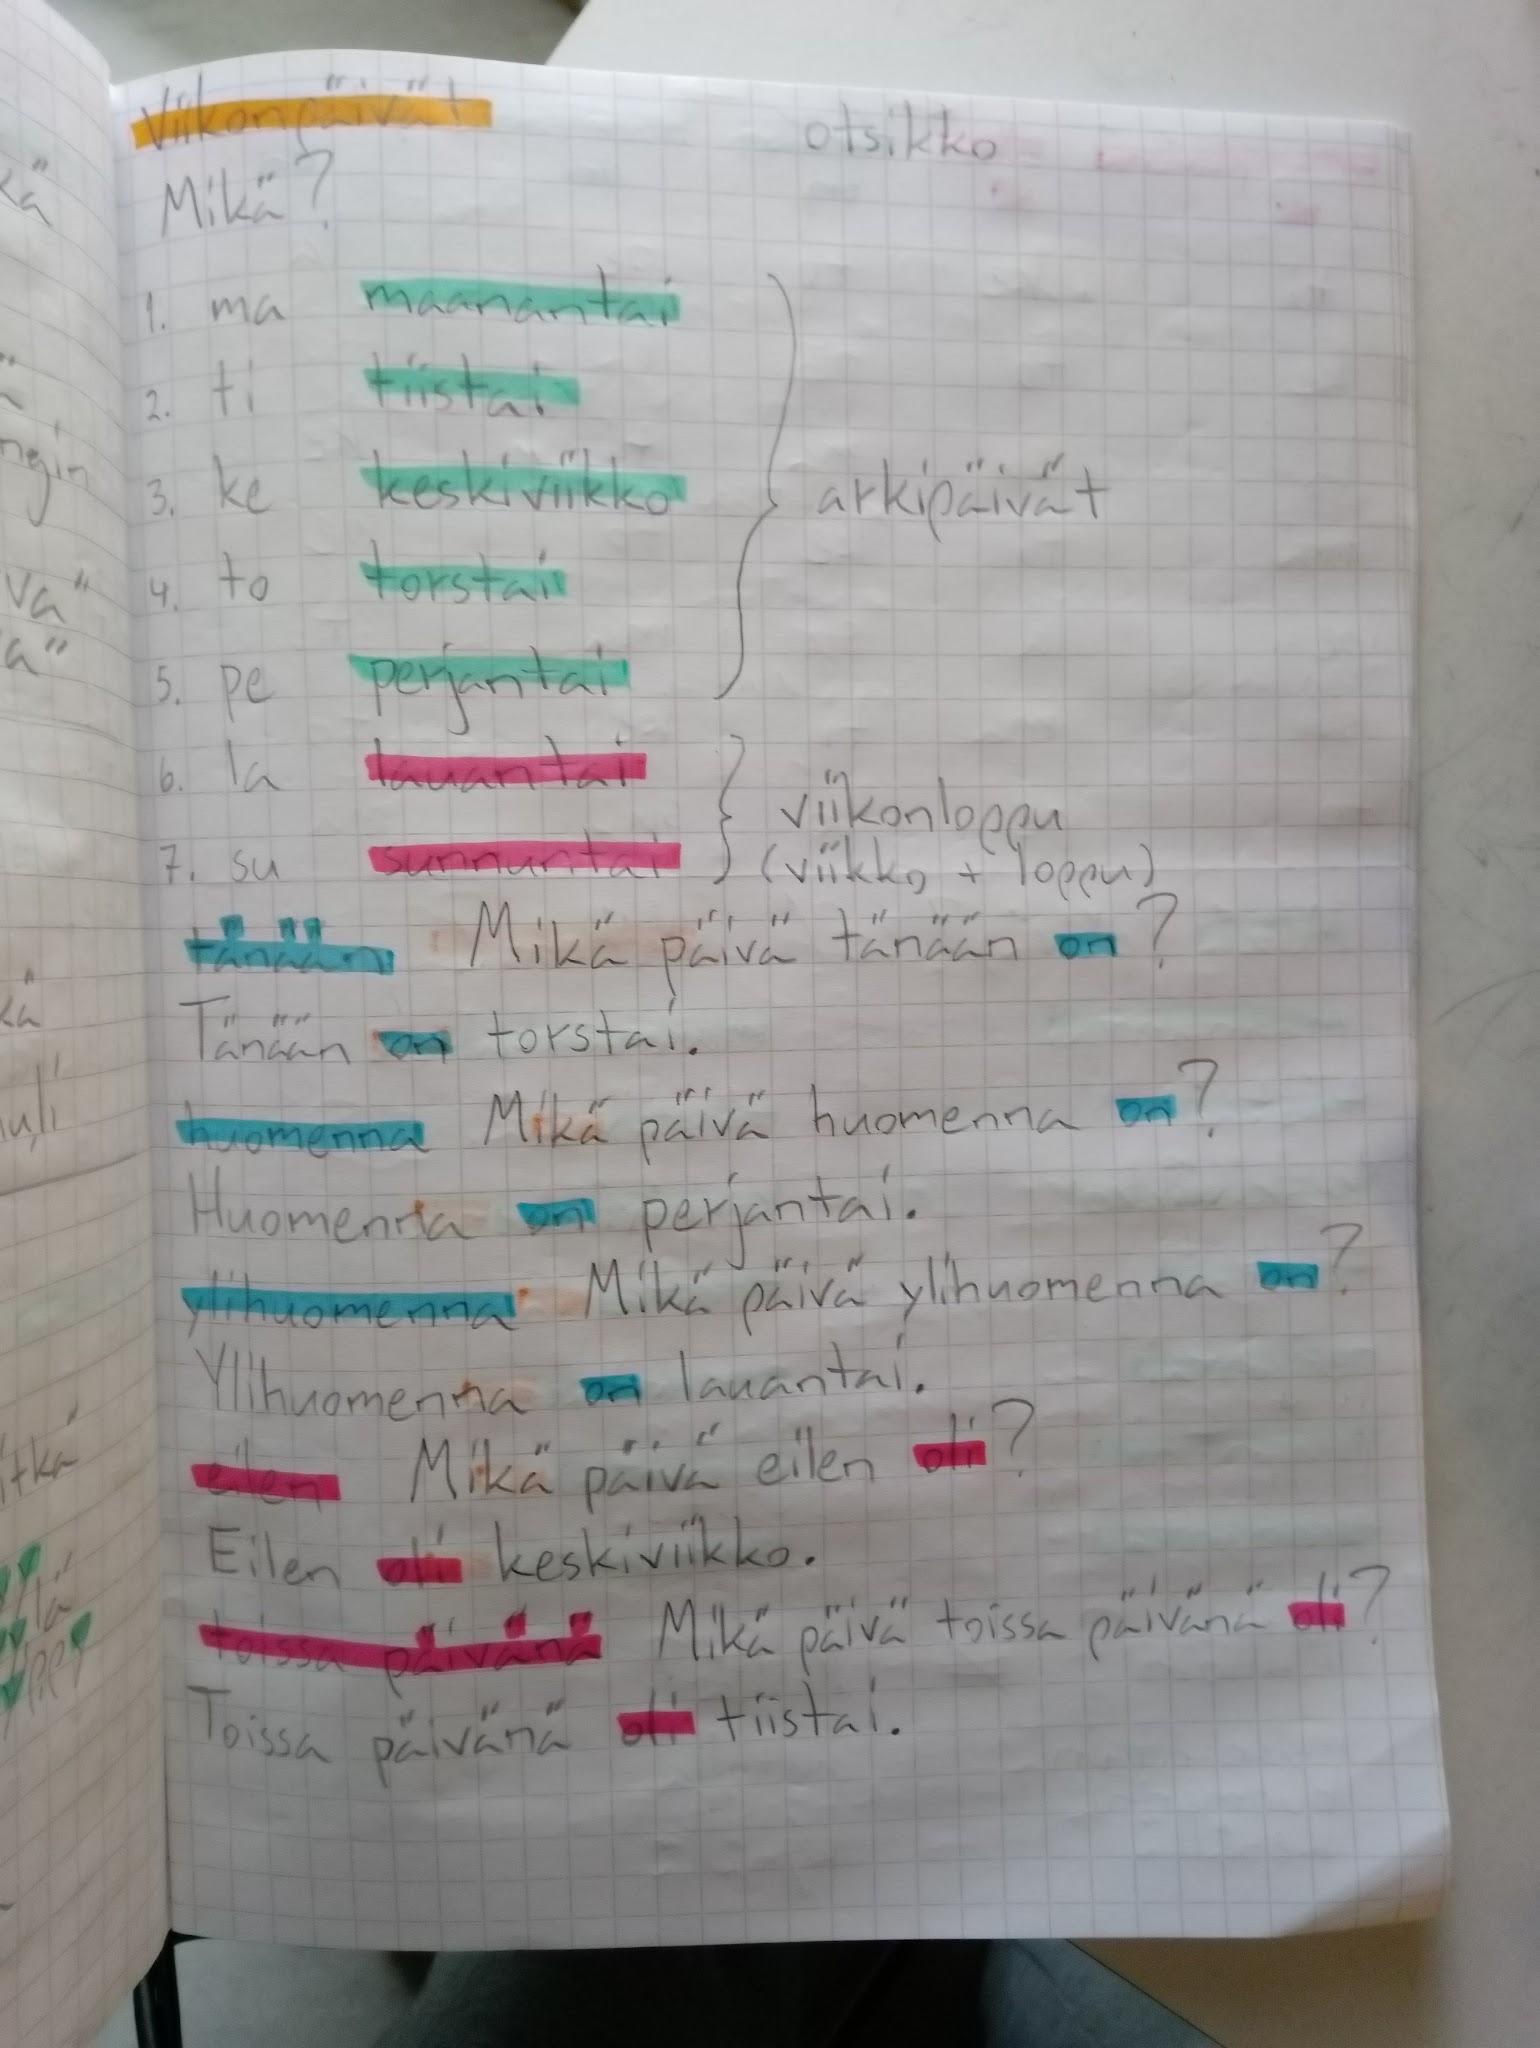 Viikonpäivät otsikko
Mikä?
1. ma maanantai
2. ti tiistai
3. ke keskiviikko arkipäivät
4. to torstai
5. pe perjantai
6. la lauantai
viikonloppu
7. su sunnuntai (viikko + loppu)
tänään Mikä päivä tänään on?
Tänään on torstai.
huomenna Mikä päivä huomenna on?
Huomenna on perjantai.
ylihuomenna Mikä päivä ylihuomenna on?
Ylihuomenna on lauantai.
eilen Mikä päivä eilen oli?
Eilen oli keskiviikko.
toissa päivänä Mikä päivä toissa päivänä oli?
Toissa päivänä oli tiistai.